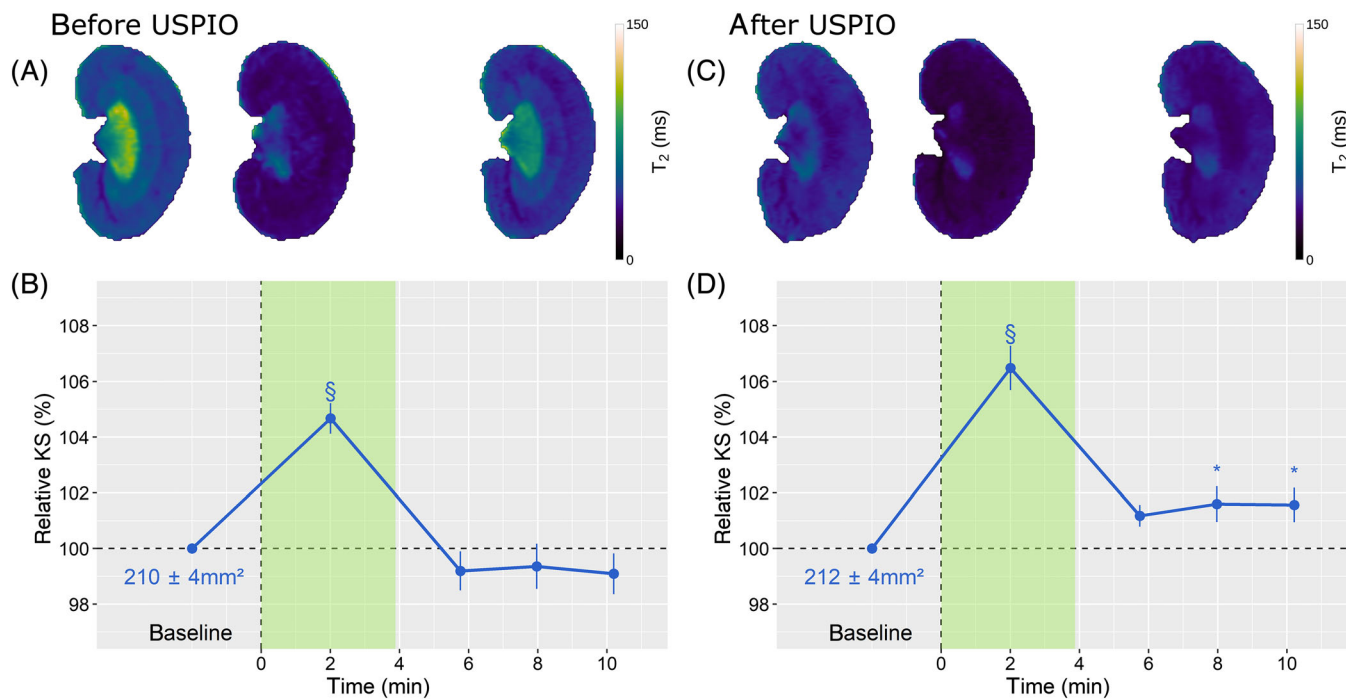 Before USPIO
After USPIO
(A)
150
T₂ (ms)
0
(C)
150
T₂ (ms)
0
(B)
108
106
104
102
100
98
Relative KS (%)
§
210 ± 4mm²
Baseline
0
2
4
6
8
10
Time (min)
(D)
108
106
104
102
100
98
Relative KS (%)
§
*
*
212 ± 4mm²
Baseline
0
2
4
6
8
10
Time (min)